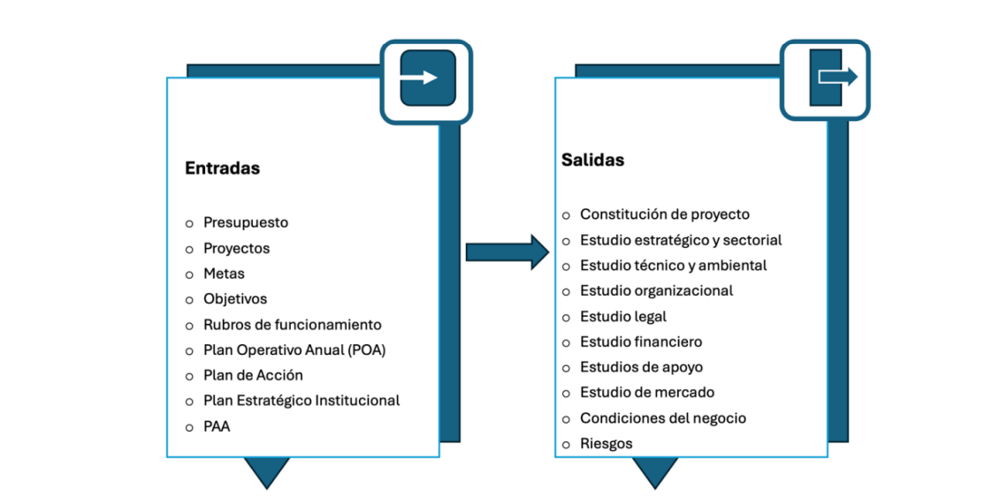 Entradas
o Presupuesto
o Proyectos
o Metas
o Objetivos
o Rubros de funcionamiento
o Plan Operativo Anual (POA)
o Plan de Acción
o Plan Estratégico Institucional
o PAA
Salidas
o Constitución de proyecto
o Estudio estratégico y sectorial
o Estudio técnico y ambiental
o Estudio organizacional
o Estudio legal
o Estudio financiero
o Estudios de apoyo
o Estudio de mercado
o Condiciones del negocio
o Riesgos